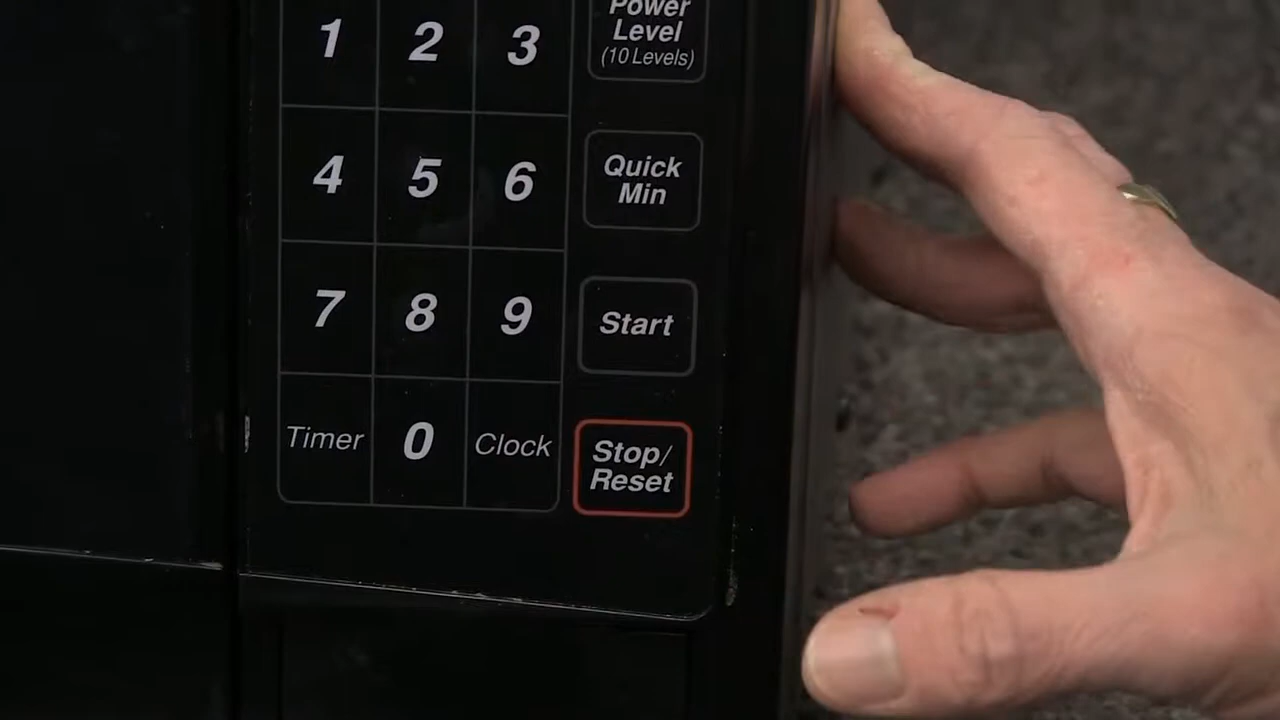 1 2 3
Power
Level
(10 Levels)
4 5 6
Quick
Min
7 8 9
Start
Timer 0 Clock
Stop/
Reset